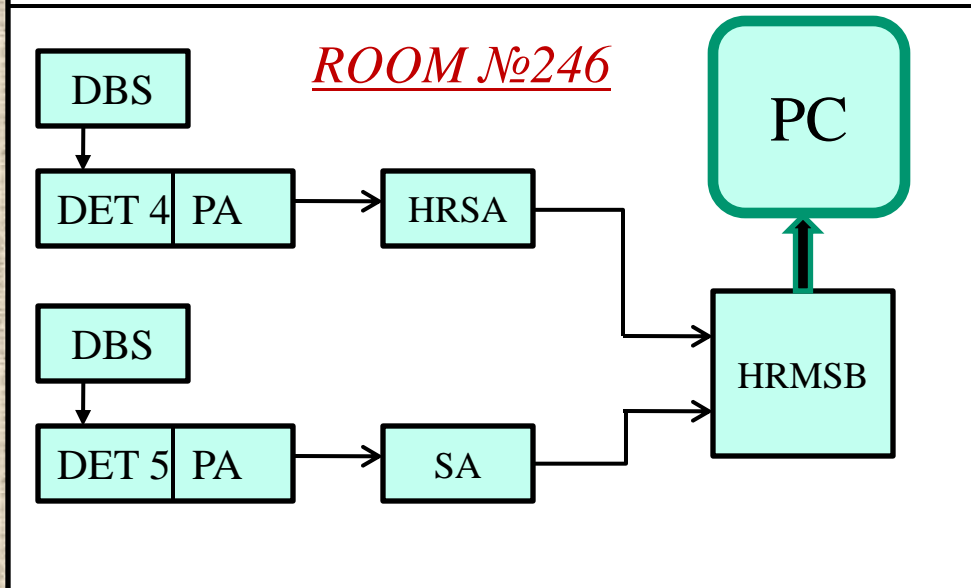 ROOM №246
DBS
PC
DET 4
PA
HRSA
DBS
HRMSB
DET 5
PA
SA